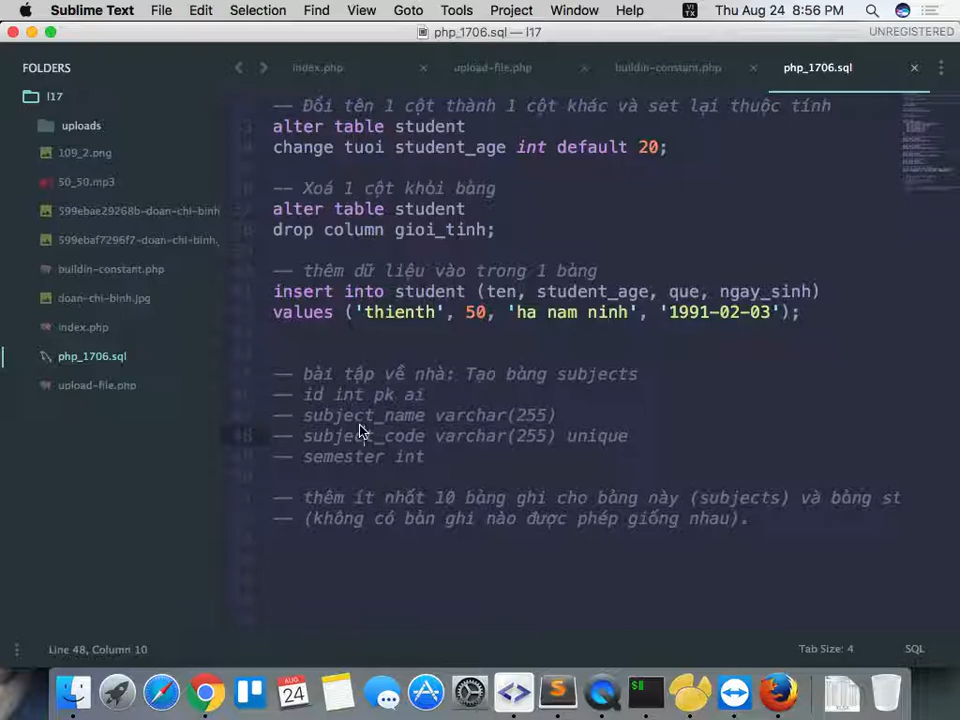 Sublime Text File Edit Selection Find View Goto Tools Project Window Help VI TX Thu Aug 24 8:56 PM
php_1706.sql — l17 UNREGISTERED
FOLDERS
l17
uploads
109_2.png
50_50.mp3
599ebae29268b-doan-chi-binh
599ebaf7296f7-doan-chi-binh.
buildin-constant.php
doan-chi-binh.jpg
index.php
php_1706.sql
upload-file.php
index.php upload-file.php buildin-constant.php php_1706.sql
-- Đổi tên 1 cột thành 1 cột khác và set lại thuộc tính
alter table student
change tuoi student_age int default 20;
-- Xoá 1 cột khỏi bảng
alter table student
drop column gioi_tinh;
-- thêm dữ liệu vào trong 1 bảng
insert into student (ten, student_age, que, ngay_sinh)
values ('thienth', 50, 'ha nam ninh', '1991-02-03');
-- bài tập về nhà: Tạo bảng subjects
-- id int pk ai
-- subject_name varchar(255)
48 -- subject_code varchar(255) unique
-- semester int
-- thêm ít nhất 10 bảng ghi cho bảng này (subjects) và bảng st
-- (không có bản ghi nào được phép giống nhau).
Line 48, Column 10 Tab Size: 4 SQL
AUG
24